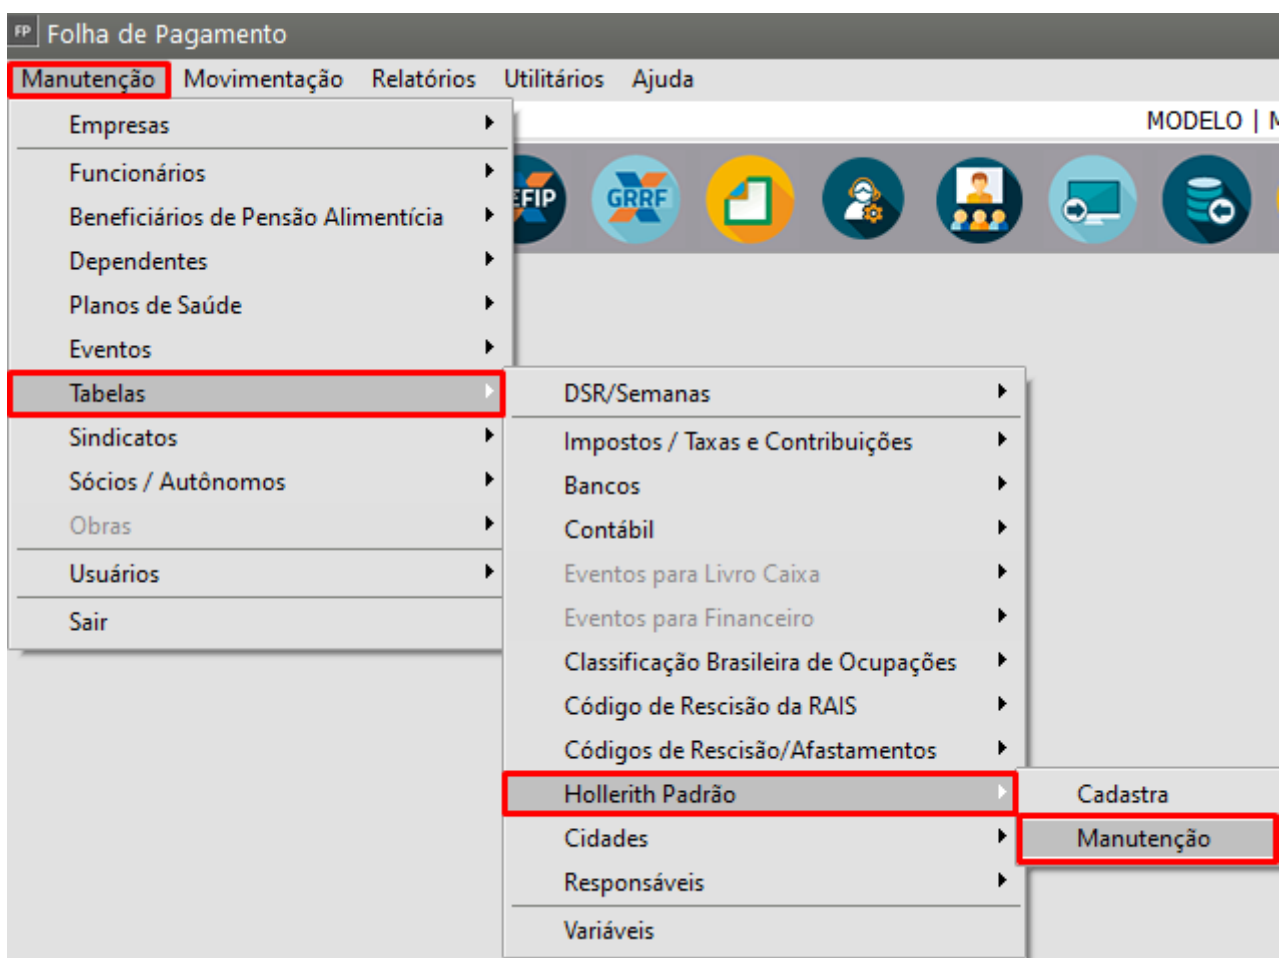 FP Folha de Pagamento
Manutenção Movimentação Relatórios Utilitários Ajuda
MODELO |
Empresas
Funcionários
Beneficiários de Pensão Alimentícia
Dependentes
Planos de Saúde
Eventos
Tabelas
Sindicatos
Sócios / Autônomos
Obras
Usuários
Sair
EFIP
GRRF
DSR/Semanas
Impostos / Taxas e Contribuições
Bancos
Contábil
Eventos para Livro Caixa
Eventos para Financeiro
Classificação Brasileira de Ocupações
Código de Rescisão da RAIS
Códigos de Rescisão/Afastamentos
Hollerith Padrão
Cidades
Responsáveis
Variáveis
Cadastra
Manutenção